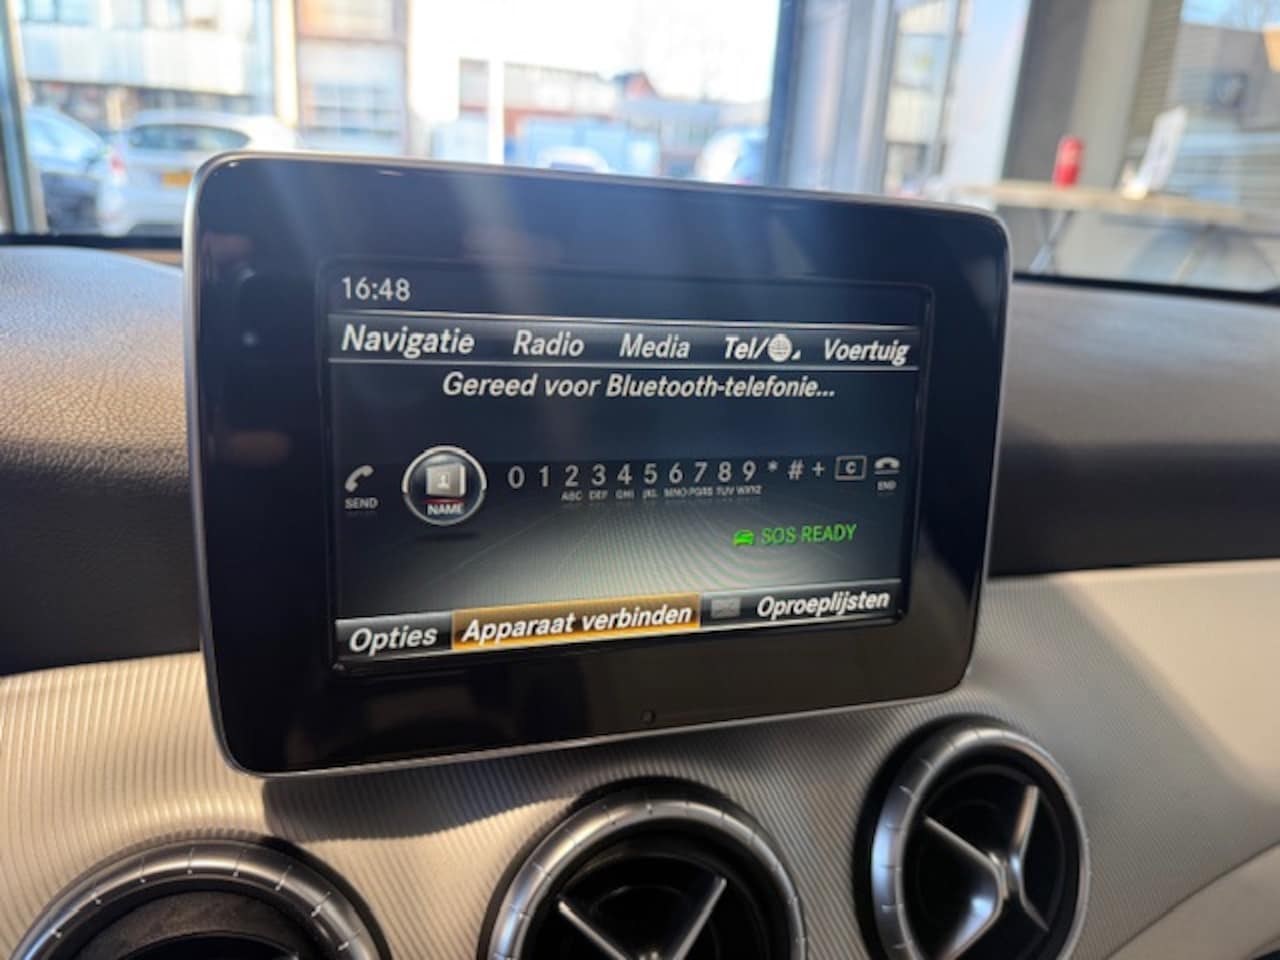 16:48
Navigatie Radio Media Tel/ Voertuig
Gereed voor Bluetooth-telefonie...
SEND NAME 0 1 2 3 4 5 6 7 8 9 * # + C END
ABC DEF GHI JKL MNO PQRS TUV WXYZ
SOS READY
Opties Apparaat verbinden Oproeplijsten